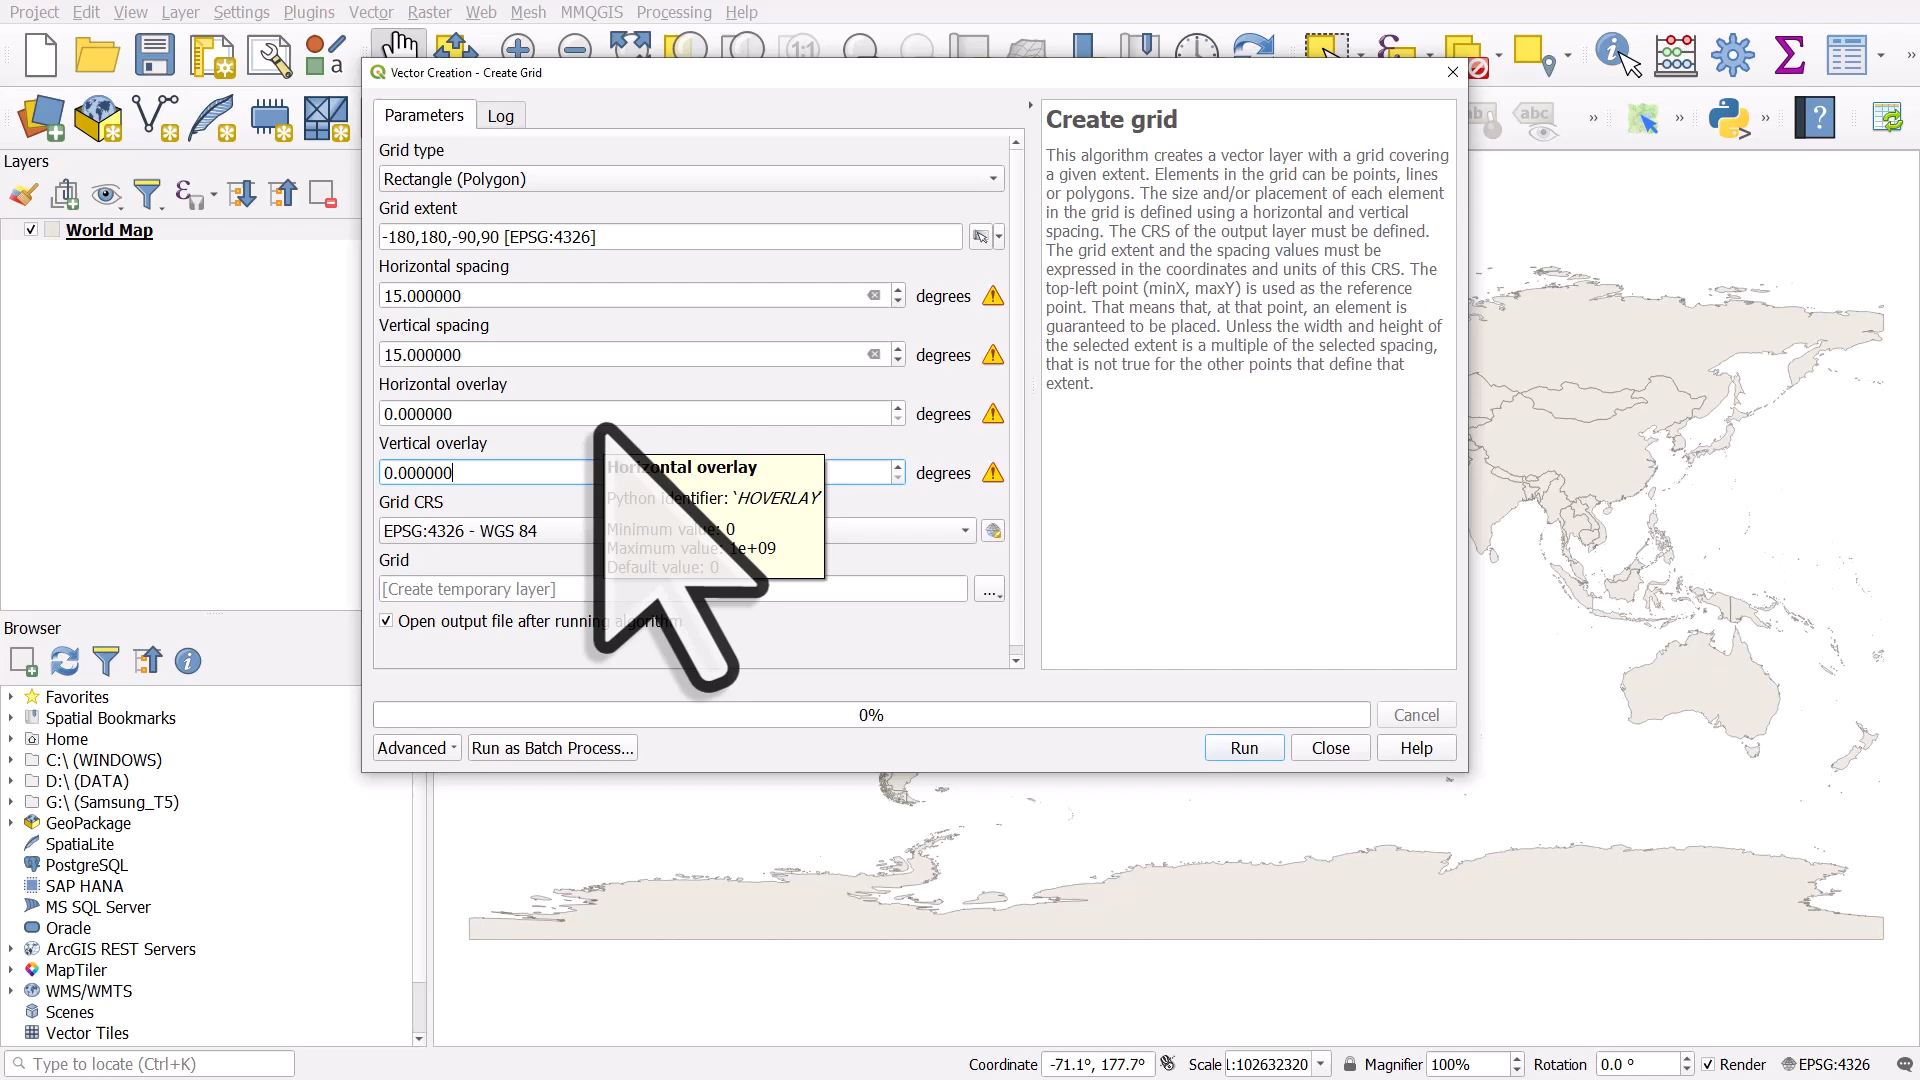 Project Edit View Layer Settings Plugins Vector Raster Web Mesh MMQGIS Processing Help
Vector Creation - Create Grid
Parameters Log
Grid type
Rectangle (Polygon)
Grid extent
-180,180,-90,90 [EPSG:4326]
Horizontal spacing
15.000000 degrees
Vertical spacing
15.000000 degrees
Horizontal overlay
0.000000 degrees
Vertical overlay
0.000000 degrees
Grid CRS
EPSG:4326 - WGS 84
Grid
[Create temporary layer]
...
Open output file after running algorithm
Horizontal overlay
Python identifier: ‘HOVERLAY’
Minimum value: 0
Maximum value: 1e+09
Default value: 0
Create grid
This algorithm creates a vector layer with a grid covering
a given extent. Elements in the grid can be points, lines
or polygons. The size and/or placement of each element
in the grid is defined using a horizontal and vertical
spacing. The CRS of the output layer must be defined.
The grid extent and the spacing values must be
expressed in the coordinates and units of this CRS. The
top-left point (minX, maxY) is used as the reference
point. That means that, at that point, an element is
guaranteed to be placed. Unless the width and height of
the selected extent is a multiple of the selected spacing,
that is not true for the other points that define that
extent.
0%
Cancel
Advanced Run as Batch Process... Run Close Help
Layers
World Map
Browser
Favorites
Spatial Bookmarks
Home
C:\ (WINDOWS)
D:\ (DATA)
G:\ (Samsung_T5)
GeoPackage
SpatiaLite
PostgreSQL
SAP HANA
MS SQL Server
Oracle
ArcGIS REST Servers
MapTiler
WMS/WMTS
Scenes
Vector Tiles
Type to locate (Ctrl+K)
Coordinate -71.1°, 177.7° Scale 1:102632320 Magnifier 100% Rotation 0.0 ° Render EPSG:4326